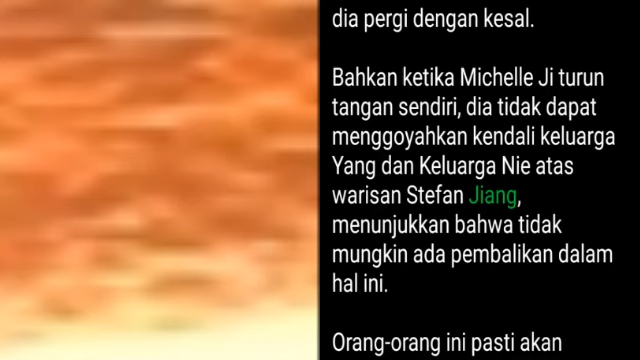 dia pergi dengan kesal.
Bahkan ketika Michelle Ji turun
tangan sendiri, dia tidak dapat
menggoyahkan kendali keluarga
Yang dan Keluarga Nie atas
warisan Stefan Jiang,
menunjukkan bahwa tidak
mungkin ada pembalikan dalam
hal ini.
Orang-orang ini pasti akan